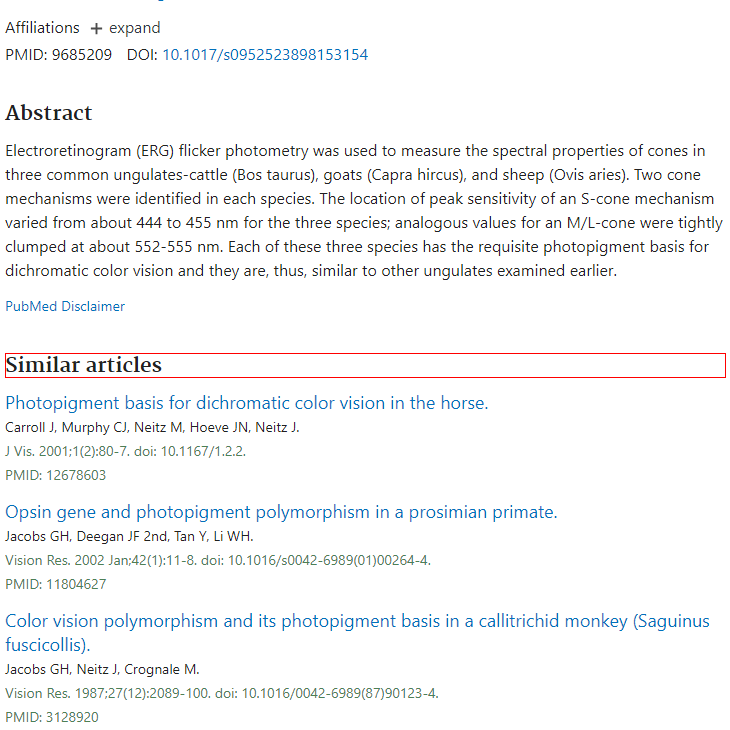 Affiliations + expand
PMID: 9685209 DOI: 10.1017/s0952523898153154
Abstract
Electroretinogram (ERG) flicker photometry was used to measure the spectral properties of cones in
three common ungulates-cattle (Bos taurus), goats (Capra hircus), and sheep (Ovis aries). Two cone
mechanisms were identified in each species. The location of peak sensitivity of an S-cone mechanism
varied from about 444 to 455 nm for the three species; analogous values for an M/L-cone were tightly
clumped at about 552-555 nm. Each of these three species has the requisite photopigment basis for
dichromatic color vision and they are, thus, similar to other ungulates examined earlier.
PubMed Disclaimer
Similar articles
Photopigment basis for dichromatic color vision in the horse.
Carroll J, Murphy CJ, Neitz M, Hoeve JN, Neitz J.
J Vis. 2001;1(2):80-7. doi: 10.1167/1.2.2.
PMID: 12678603
Opsin gene and photopigment polymorphism in a prosimian primate.
Jacobs GH, Deegan JF 2nd, Tan Y, Li WH.
Vision Res. 2002 Jan;42(1):11-8. doi: 10.1016/s0042-6989(01)00264-4.
PMID: 11804627
Color vision polymorphism and its photopigment basis in a callitrichid monkey (Saguinus
fuscicollis).
Jacobs GH, Neitz J, Crognale M.
Vision Res. 1987;27(12):2089-100. doi: 10.1016/0042-6989(87)90123-4.
PMID: 3128920